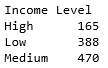 Income Level
High 165
Low 388
Medium 470